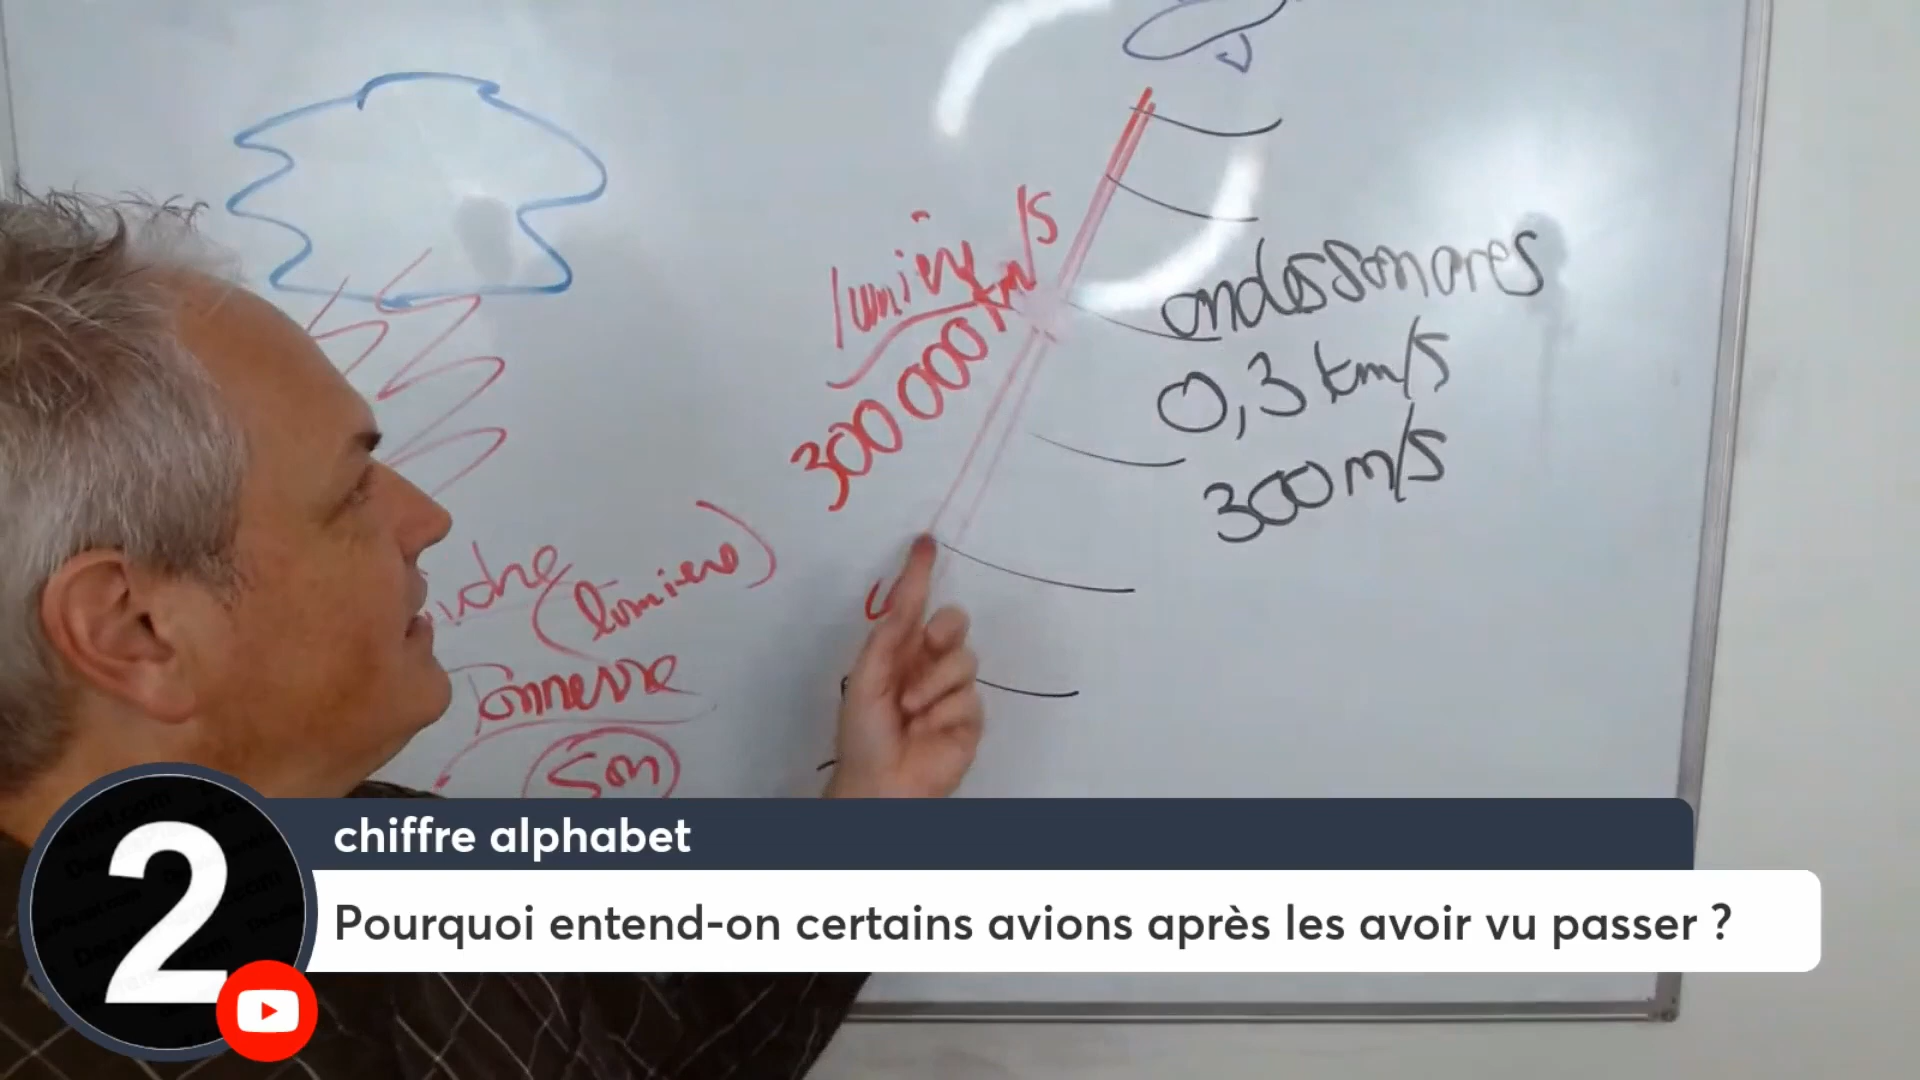 lumière
300 000 km/s
ondes sonores
0,3 km/s
300 m/s
(lumière)
Tonnerre
Son
2
chiffre alphabet
Pourquoi entend-on certains avions après les avoir vu passer ?